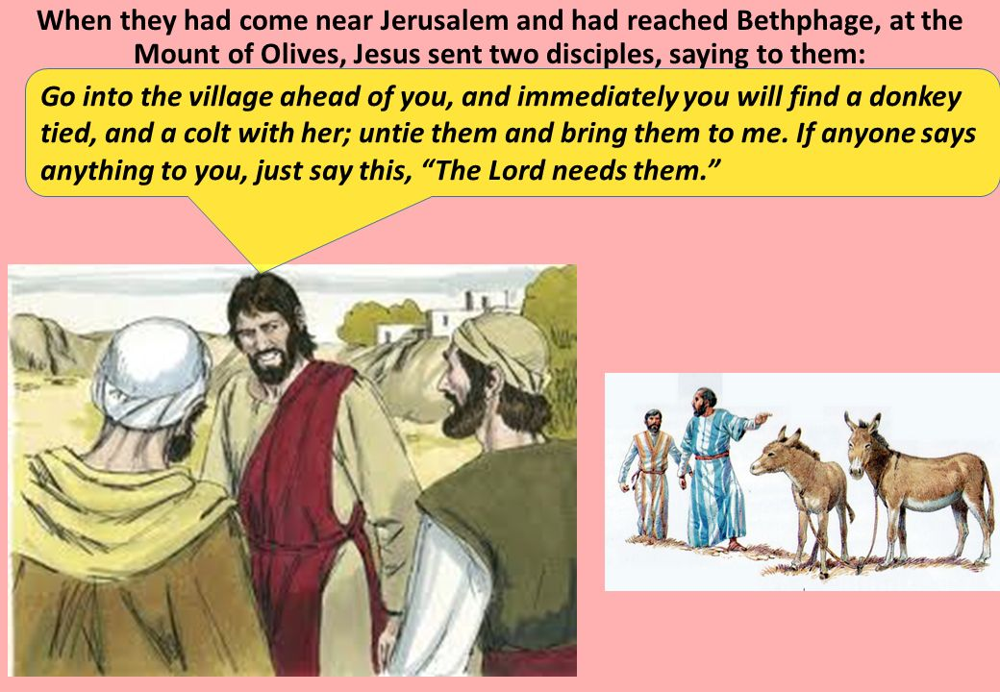 When they had come near Jerusalem and had reached Bethphage, at the
Mount of Olives, Jesus sent two disciples, saying to them:
Go into the village ahead of you, and immediately you will find a donkey
tied, and a colt with her; untie them and bring them to me. If anyone says
anything to you, just say this, “The Lord needs them.”